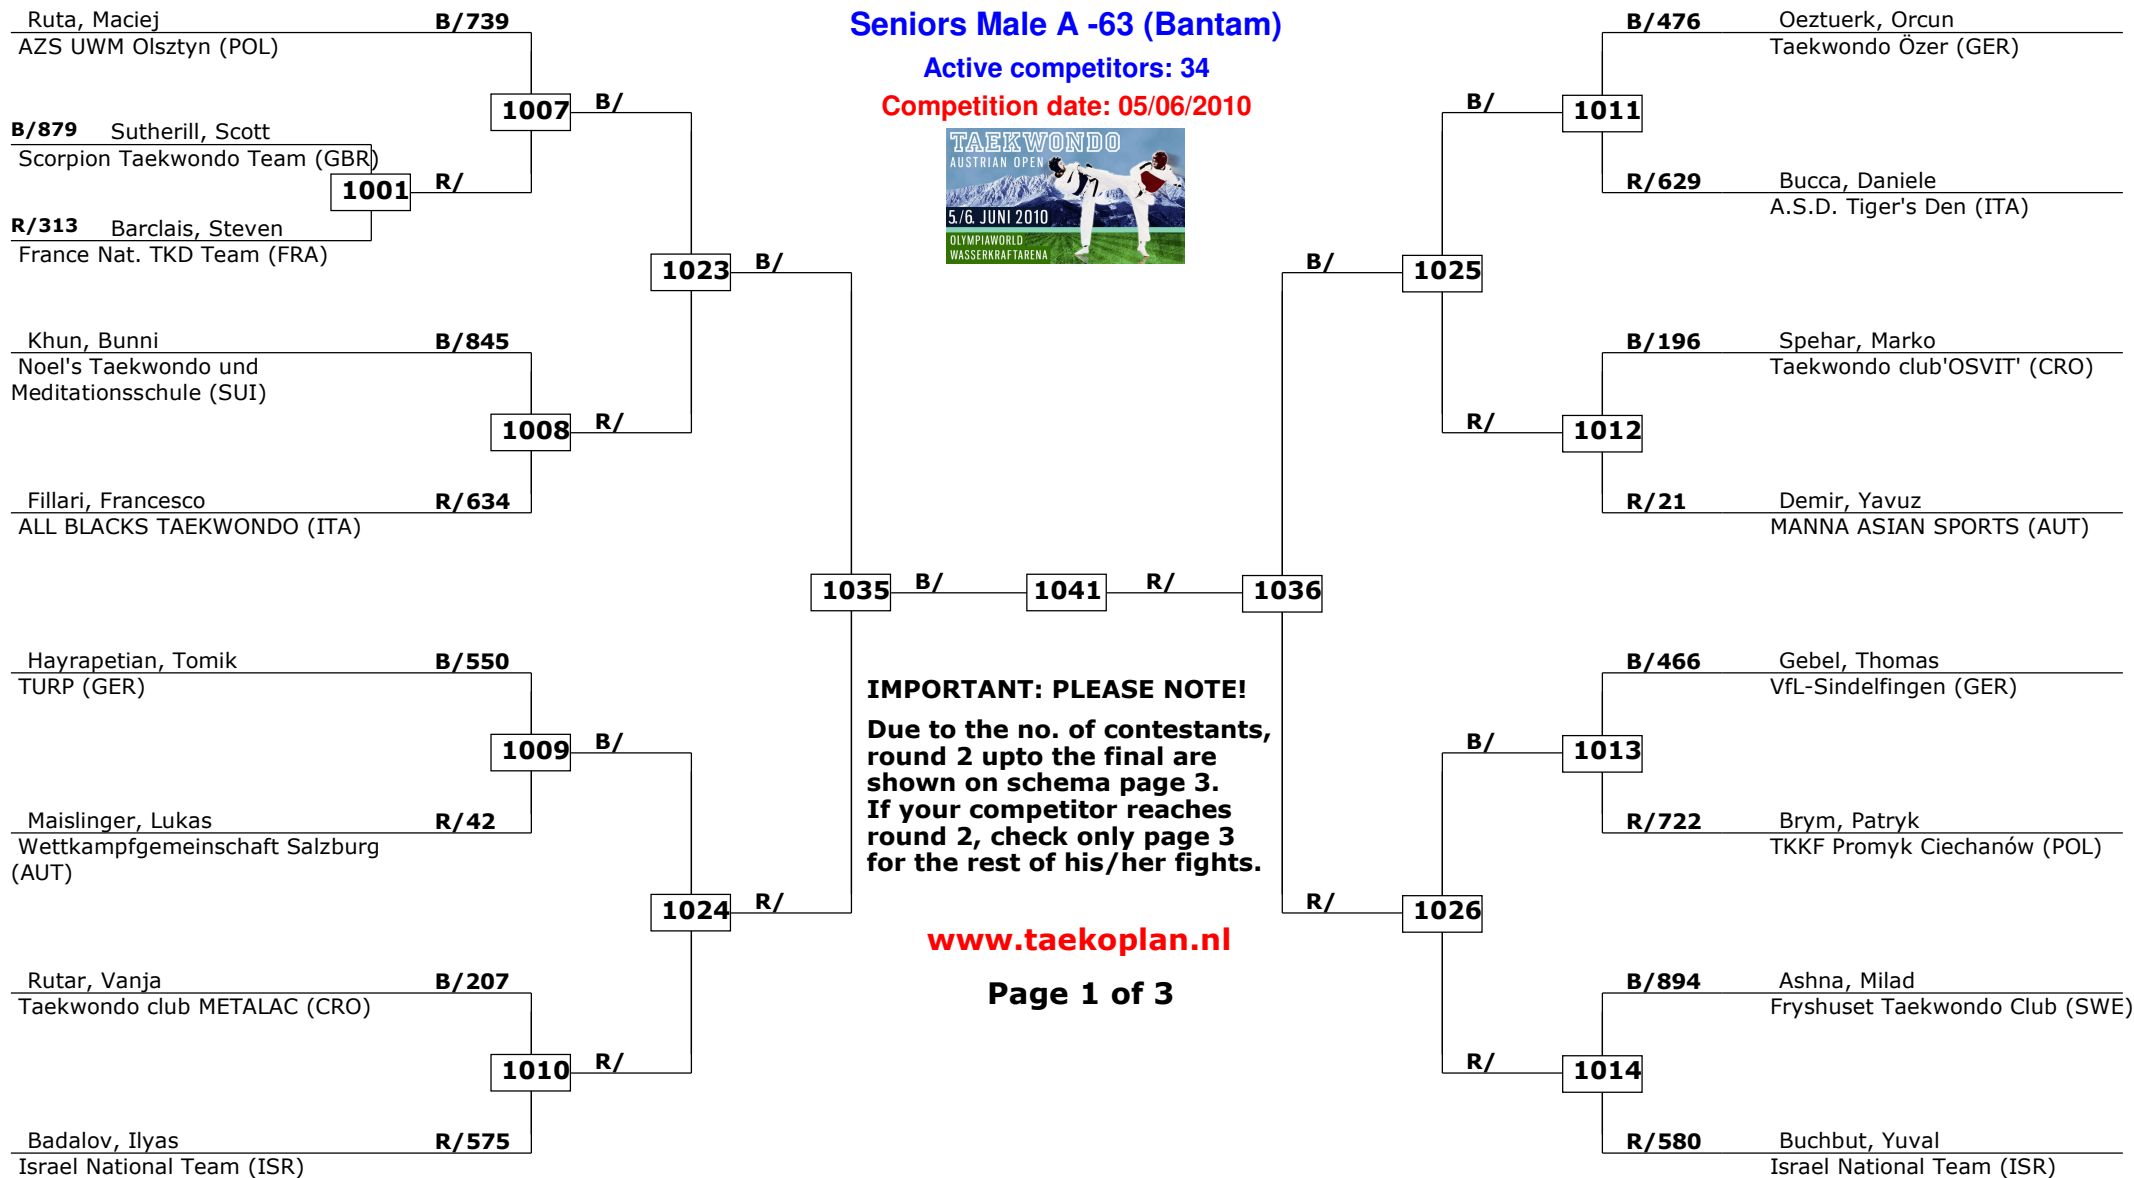 Seniors Male A -63 (Bantam)
Active competitors: 34
Competition date: 05/06/2010
TAEKWONDO
AUSTRIAN OPEN
5./6. JUNI 2010
OLYMPIAWORLD
WASSERKRAFTARENA
Ruta, Maciej B/739
AZS UWM Olsztyn (POL)
1007 B/
B/879 Sutherill, Scott
Scorpion Taekwondo Team (GBR)
1001 R/
R/313 Barclais, Steven
France Nat. TKD Team (FRA)
1023 B/
Khun, Bunni B/845
Noel's Taekwondo und
Meditationsschule (SUI)
1008 R/
Fillari, Francesco R/634
ALL BLACKS TAEKWONDO (ITA)
1035 B/ 1041 R/ 1036
Hayrapetian, Tomik B/550
TURP (GER)
1009 B/
Maislinger, Lukas R/42
Wettkampfgemeinschaft Salzburg
(AUT)
1024 R/
Rutar, Vanja B/207
Taekwondo club METALAC (CRO)
1010 R/
Badalov, Ilyas R/575
Israel National Team (ISR)
IMPORTANT: PLEASE NOTE!
Due to the no. of contestants,
round 2 upto the final are
shown on schema page 3.
If your competitor reaches
round 2, check only page 3
for the rest of his/her fights.
www.taekoplan.nl
Page 1 of 3
B/476 Oeztuerk, Orcun
Taekwondo Özer (GER)
B/ 1011
R/629 Bucca, Daniele
A.S.D. Tiger's Den (ITA)
B/ 1025
B/196 Spehar, Marko
Taekwondo club'OSVIT' (CRO)
R/ 1012
R/21 Demir, Yavuz
MANNA ASIAN SPORTS (AUT)
B/466 Gebel, Thomas
VfL-Sindelfingen (GER)
B/ 1013
R/722 Brym, Patryk
TKKF Promyk Ciechanów (POL)
R/ 1026
B/894 Ashna, Milad
Fryshuset Taekwondo Club (SWE)
R/ 1014
R/580 Buchbut, Yuval
Israel National Team (ISR)